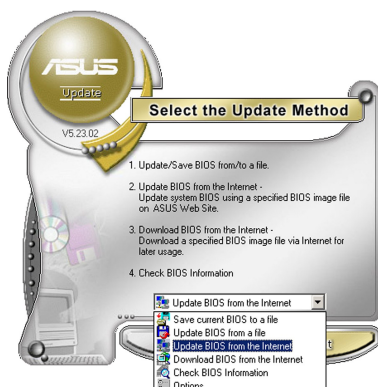 ASUS
Update
V5.23.02
Select the Update Method
1. Update/Save BIOS from/to a file.
2. Update BIOS from the Internet -
Update system BIOS using a specified BIOS image file
on ASUS Web Site.
3. Download BIOS from the Internet -
Download a specified BIOS image file via Internet for
later usage.
4. Check BIOS Information
Update BIOS from the Internet
Save current BIOS to a file
Update BIOS from a file
Update BIOS from the Internet
Download BIOS from the Internet
Check BIOS Information
Options